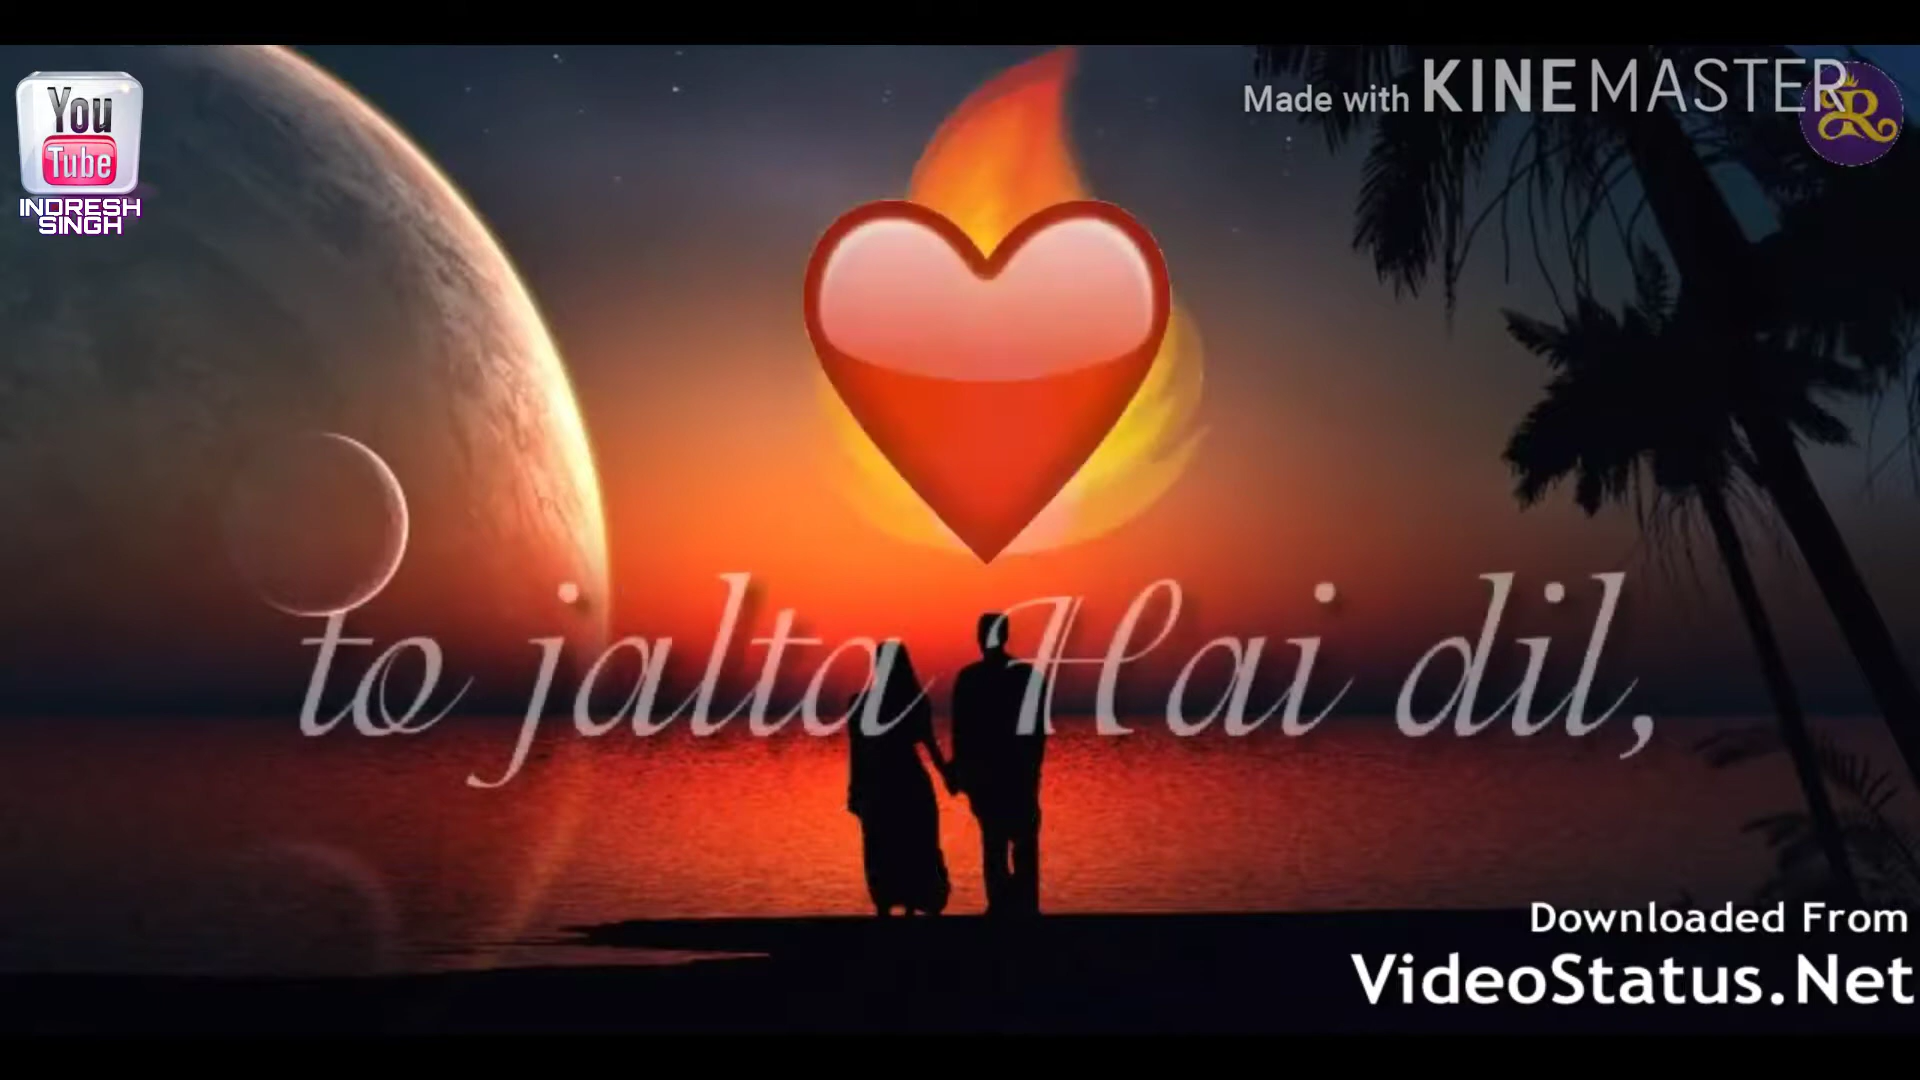 You
Tube
INDRESH
SINGH
Made with KINEMASTER
R
to jalta Hai dil,
Downloaded From
VideoStatus.Net